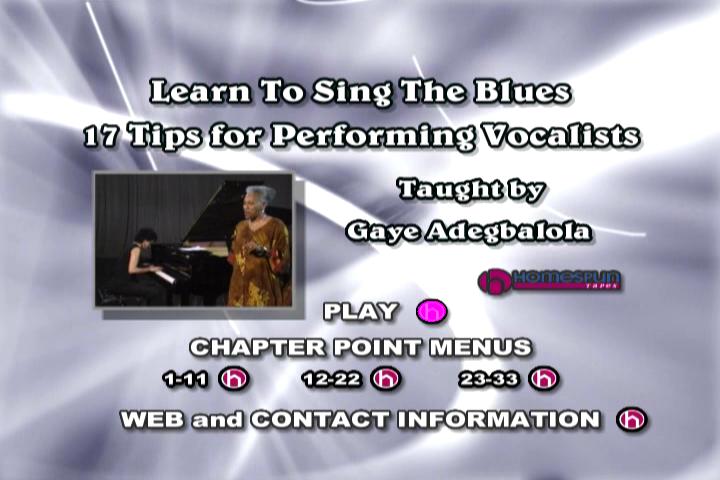 Learn To Sing The Blues
17 Tips for Performing Vocalists
Taught by
Gaye Adegbalola
h HOMESPUN
TAPES
PLAY h
CHAPTER POINT MENUS
1-11 h 12-22 h 23-33 h
WEB and CONTACT INFORMATION h